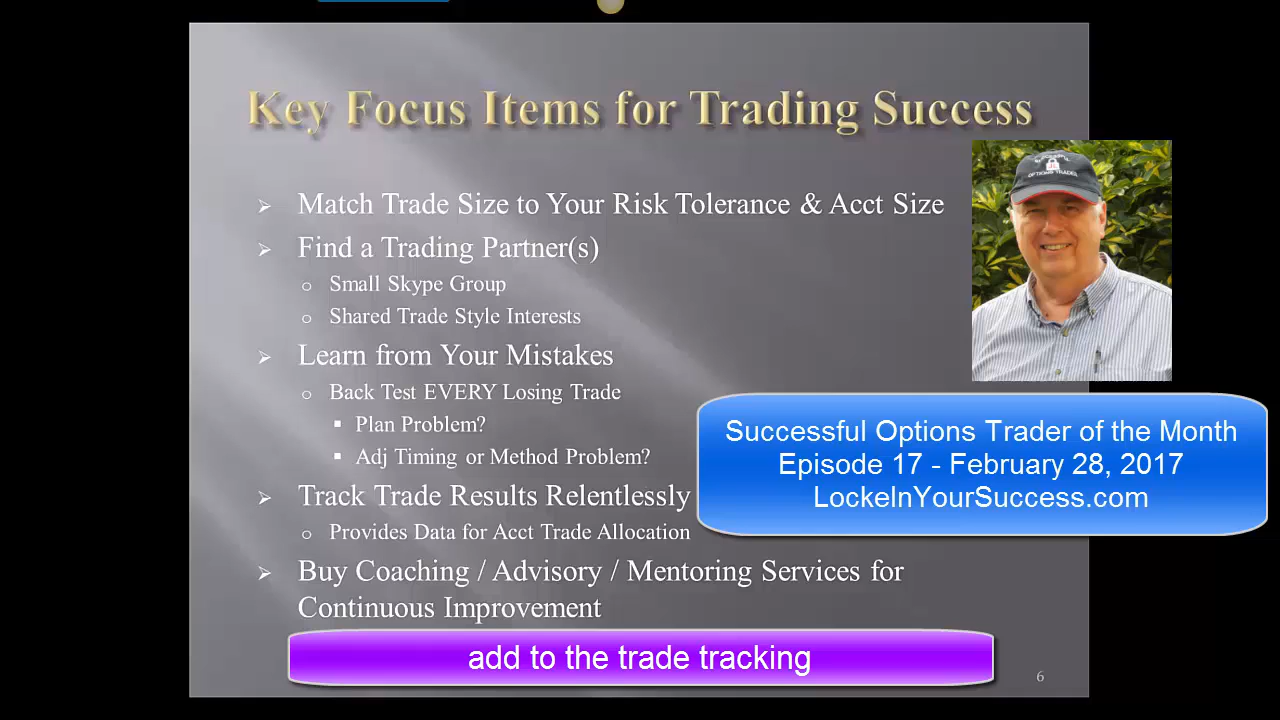 Key Focus Items for Trading Success
Match Trade Size to Your Risk Tolerance & Acct Size
Find a Trading Partner(s)
Small Skype Group
Shared Trade Style Interests
Learn from Your Mistakes
Back Test EVERY Losing Trade
Plan Problem?
Adj Timing or Method Problem?
Track Trade Results Relentlessly
Provides Data for Acct Trade Allocation
Buy Coaching / Advisory / Mentoring Services for
Continuous Improvement
OPTIONS TRADER
Successful Options Trader of the Month
Episode 17 - February 28, 2017
LockeInYourSuccess.com
add to the trade tracking
6